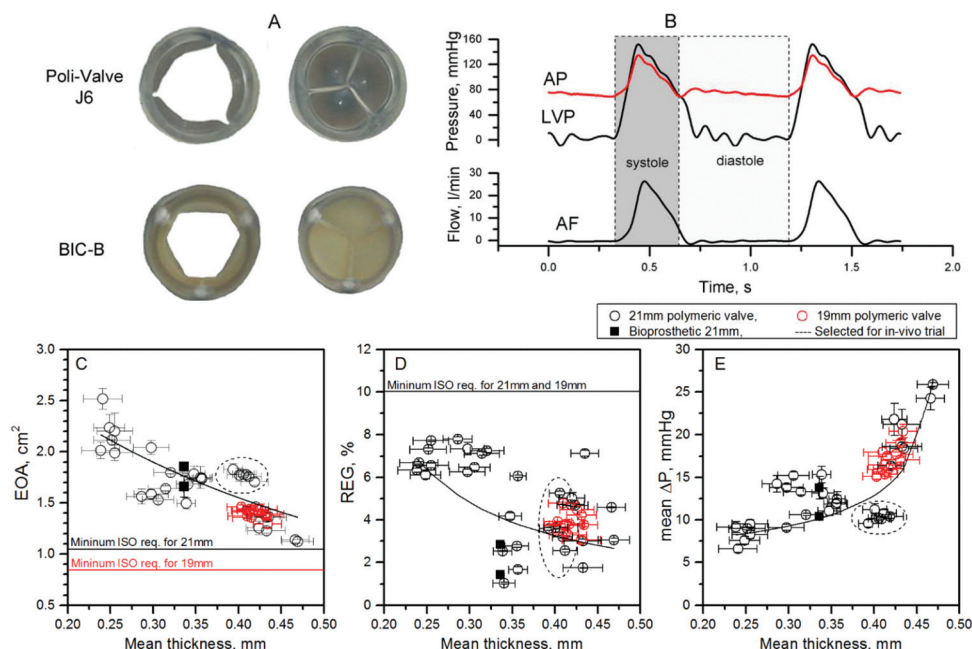 A
Poli-Valve
J6
BIC-B
B
Pressure, mmHg
160
120
80
40
0
AP
LVP
systole
diastole
Flow, l/min
30
20
10
0
AF
0.0
0.5
1.0
1.5
2.0
Time, s
21mm polymeric valve,
19mm polymeric valve
Bioprosthetic 21mm,
Selected for in-vivo trial
C
EOA, cm²
3.0
2.5
2.0
1.5
1.0
0.5
Mininum ISO req. for 21mm
Mininum ISO req. for 19mm
0.20
0.25
0.30
0.35
0.40
0.45
0.50
Mean thickness, mm
D
REG, %
12
10
8
6
4
2
0
Mininum ISO req. for 21mm and 19mm
0.20
0.25
0.30
0.35
0.40
0.45
0.50
Mean thickness, mm
E
mean ΔP, mmHg
30
25
20
15
10
5
0
0.20
0.25
0.30
0.35
0.40
0.45
0.50
Mean thickness, mm